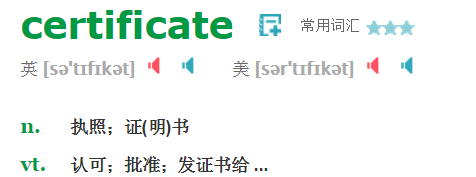 certificate 常用词汇
英 [sə'tɪfɪkət] 美 [sər'tɪfɪkət]
n. 执照；证(明)书
vt. 认可；批准；发证书给 ...